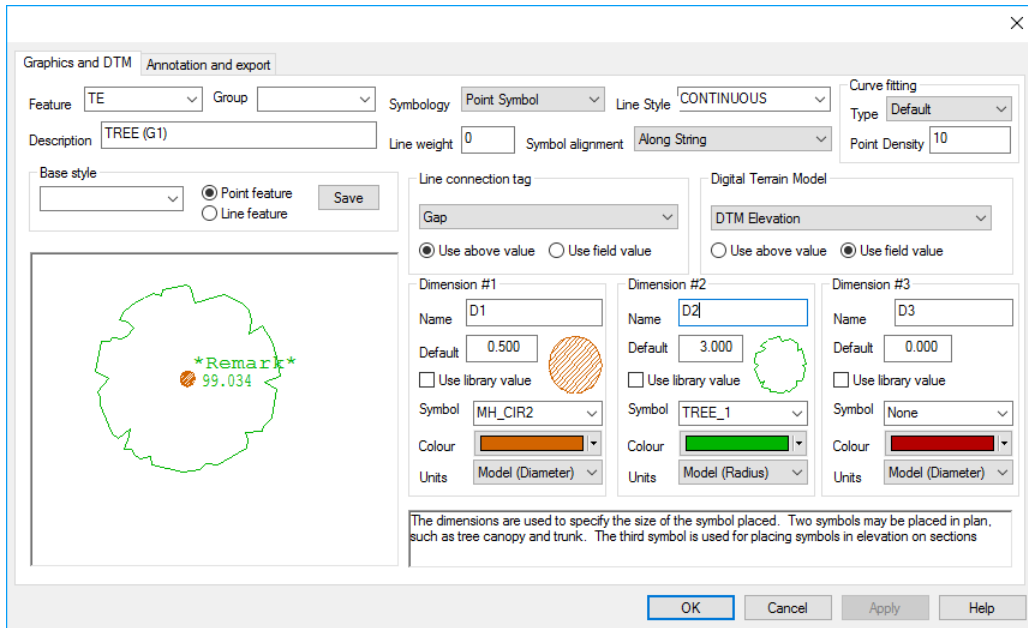 Graphics and DTM
Annotation and export
Feature TE Group Symbology Point Symbol Line Style CONTINUOUS
Curve fitting
Type Default
Description TREE (G1) Line weight 0 Symbol alignment Along String Point Density 10
Base style
Point feature
Line feature
Save
Line connection tag
Gap
Use above value Use field value
Digital Terrain Model
DTM Elevation
Use above value Use field value
*Remark*
99.034
Dimension #1
Name D1
Default 0.500
Use library value
Symbol MH_CIR2
Colour
Units Model (Diameter)
Dimension #2
Name D2
Default 3.000
Use library value
Symbol TREE_1
Colour
Units Model (Radius)
Dimension #3
Name D3
Default 0.000
Use library value
Symbol None
Colour
Units Model (Diameter)
The dimensions are used to specify the size of the symbol placed. Two symbols may be placed in plan,
such as tree canopy and trunk. The third symbol is used for placing symbols in elevation on sections
OK Cancel Apply Help